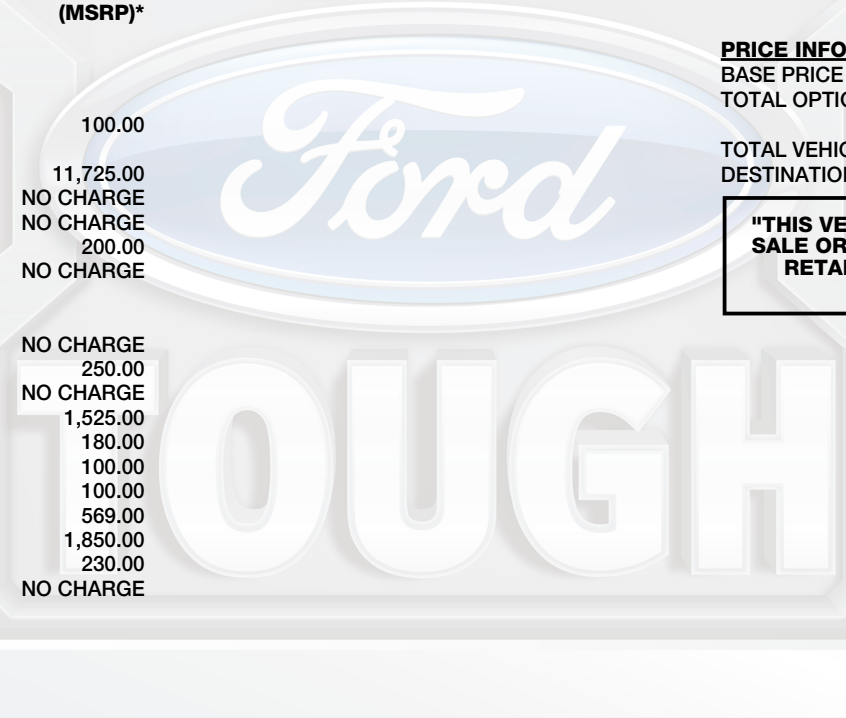 (MSRP)*
100.00
11,725.00
NO CHARGE
NO CHARGE
200.00
NO CHARGE
NO CHARGE
250.00
NO CHARGE
1,525.00
180.00
100.00
100.00
569.00
1,850.00
230.00
NO CHARGE
PRICE INFO
BASE PRICE
TOTAL OPTIO
TOTAL VEHIC
DESTINATION
"THIS VE
SALE OR
RETAI
Ford
TOUGH